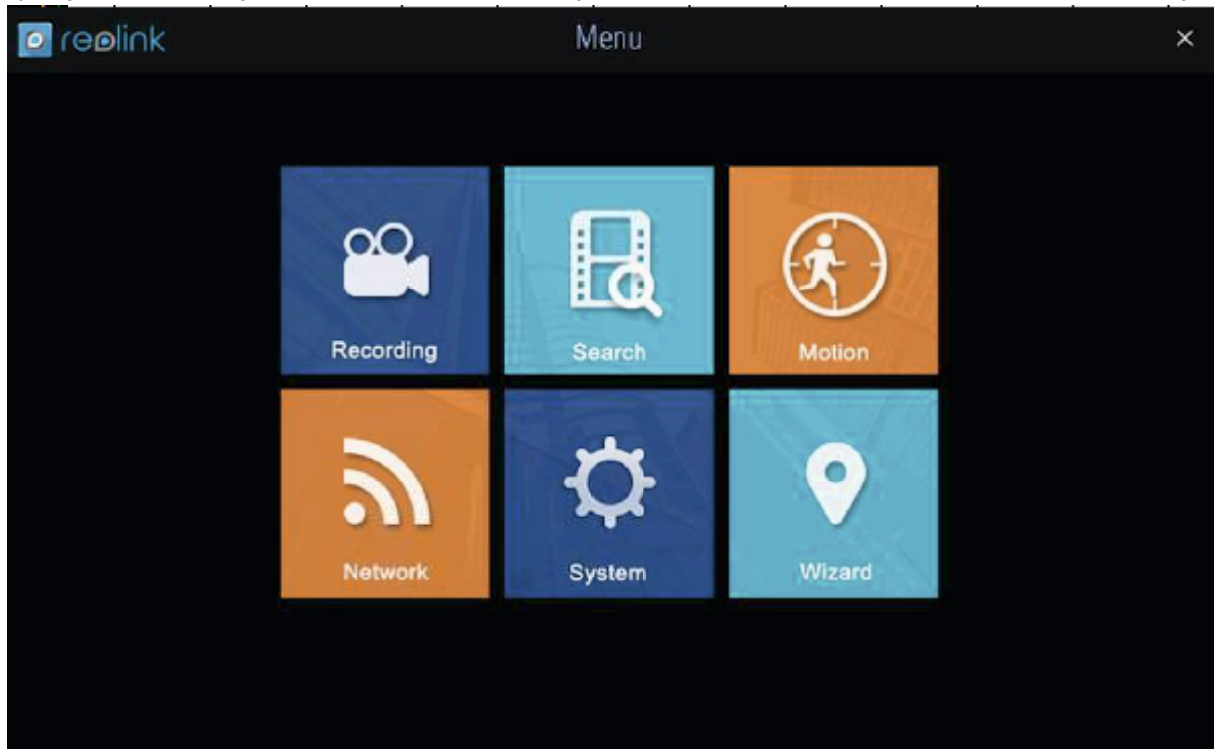 reolink
Menu
×
Recording
Search
Motion
Network
System
Wizard